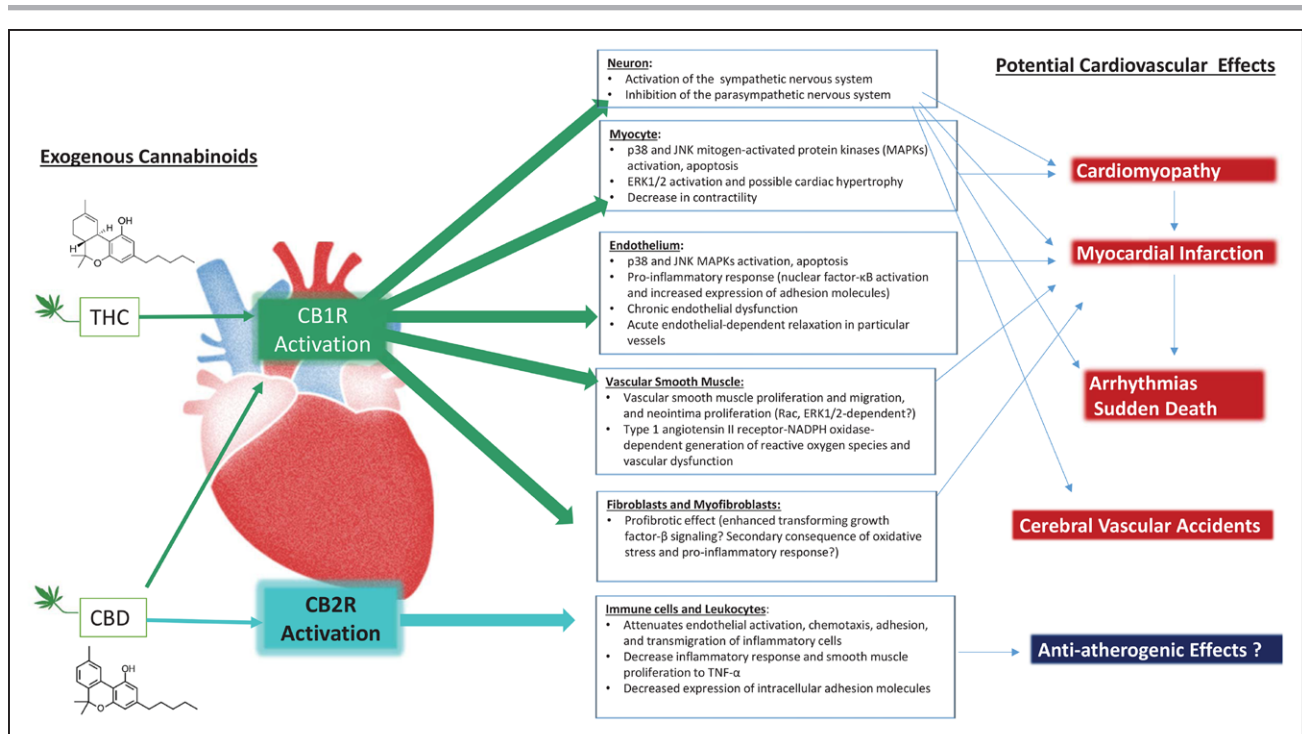 Exogenous Cannabinoids
H
OH
H
O
THC
CBD
OH
O
CB1R
Activation
CB2R
Activation
Neuron:
• Activation of the sympathetic nervous system
• Inhibition of the parasympathetic nervous system
Myocyte:
• p38 and JNK mitogen-activated protein kinases (MAPKs)
activation, apoptosis
• ERK1/2 activation and possible cardiac hypertrophy
• Decrease in contractility
Endothelium:
• p38 and JNK MAPKs activation, apoptosis
• Pro-inflammatory response (nuclear factor-κB activation
and increased expression of adhesion molecules)
• Chronic endothelial dysfunction
• Acute endothelial-dependent relaxation in particular
vessels
Vascular Smooth Muscle:
• Vascular smooth muscle proliferation and migration,
and neointima proliferation (Rac, ERK1/2-dependent?)
• Type 1 angiotensin II receptor-NADPH oxidase-
dependent generation of reactive oxygen species and
vascular dysfunction
Fibroblasts and Myofibroblasts:
• Profibrotic effect (enhanced transforming growth
factor-β signaling? Secondary consequence of oxidative
stress and pro-inflammatory response?)
Immune cells and Leukocytes:
• Attenuates endothelial activation, chemotaxis, adhesion,
and transmigration of inflammatory cells
• Decrease inflammatory response and smooth muscle
proliferation to TNF-α
• Decreased expression of intracellular adhesion molecules
Potential Cardiovascular Effects
Cardiomyopathy
Myocardial Infarction
Arrhythmias
Sudden Death
Cerebral Vascular Accidents
Anti-atherogenic Effects ?